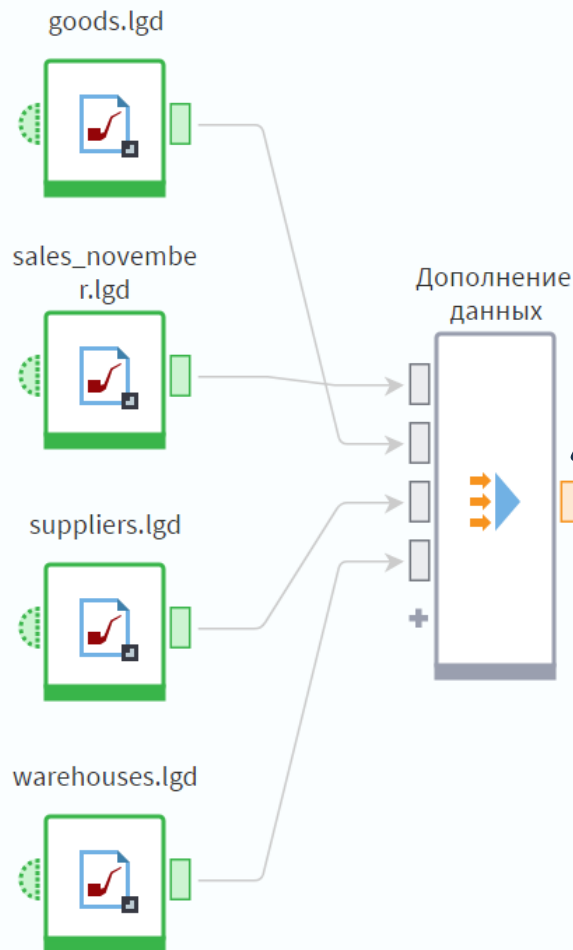 goods.lgd
sales_novembe
r.lgd
Дополнение
данных
suppliers.lgd
warehouses.lgd